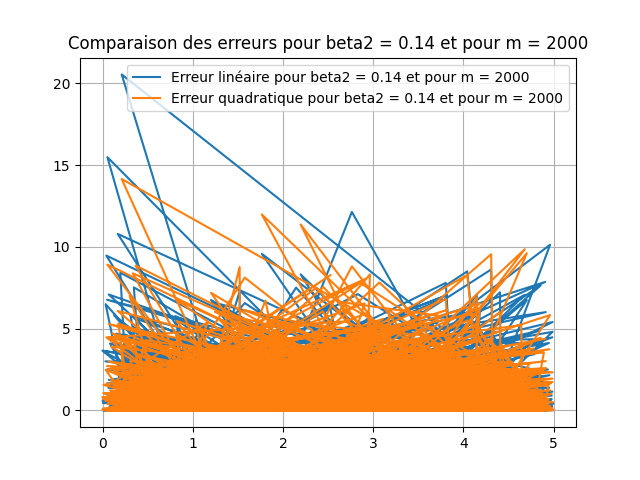 Comparaison des erreurs pour beta2 = 0.14 et pour m = 2000
Erreur linéaire pour beta2 = 0.14 et pour m = 2000
Erreur quadratique pour beta2 = 0.14 et pour m = 2000
20
15
10
5
0
0 1 2 3 4 5